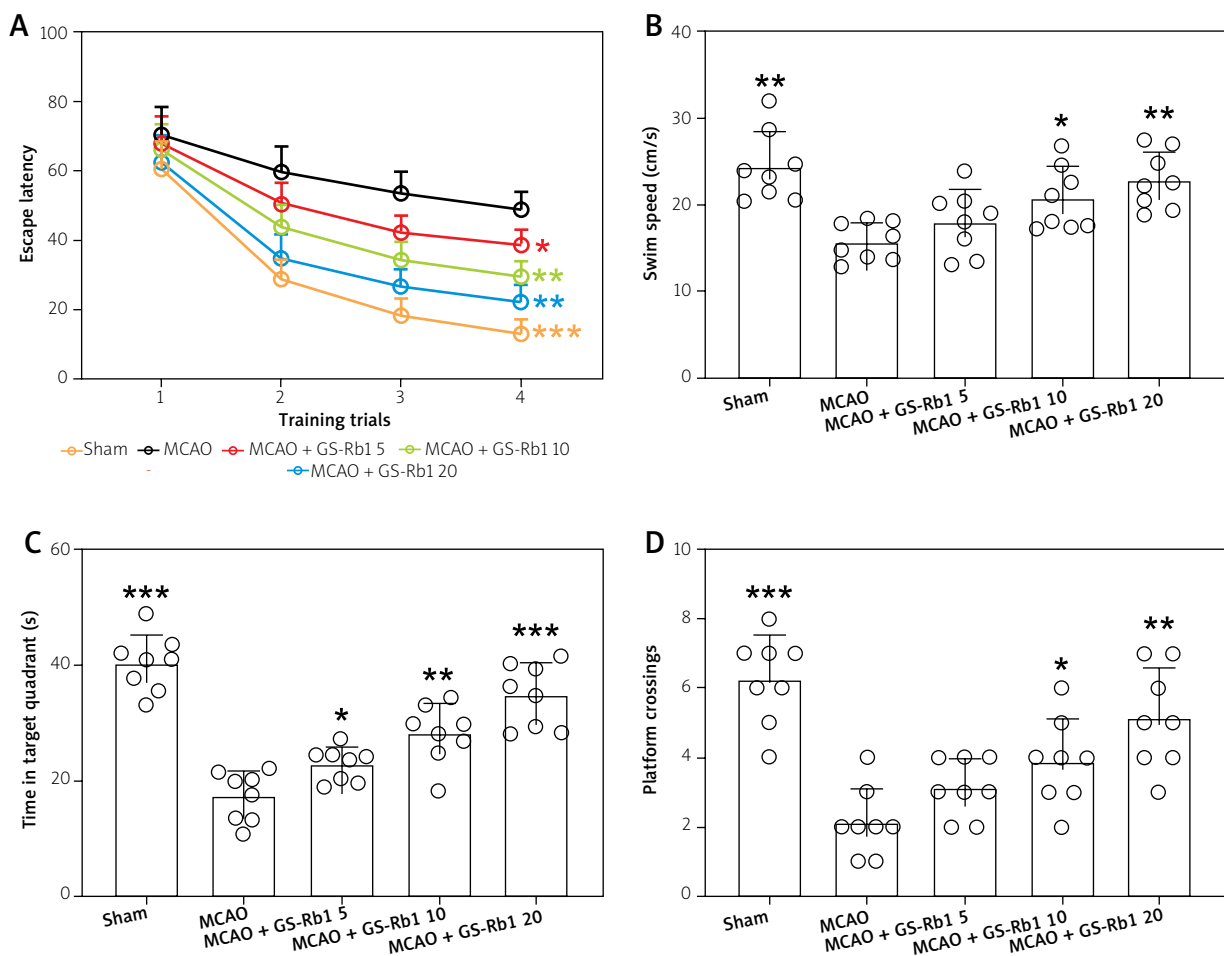 A
100
80
60
40
20
0
Escape latency
1 2 3 4
Training trials
*
**
**
***
Sham MCAO MCAO + GS-Rb1 5 MCAO + GS-Rb1 10
MCAO + GS-Rb1 20
B
40
30
20
10
0
Swim speed (cm/s)
** * **
Sham MCAO MCAO + GS-Rb1 5 MCAO + GS-Rb1 10 MCAO + GS-Rb1 20
C
60
40
20
0
Time in target quadrant (s)
*** * ** ***
Sham MCAO MCAO + GS-Rb1 5 MCAO + GS-Rb1 10 MCAO + GS-Rb1 20
D
10
8
6
4
2
0
Platform crossings
*** * **
Sham MCAO MCAO + GS-Rb1 5 MCAO + GS-Rb1 10 MCAO + GS-Rb1 20